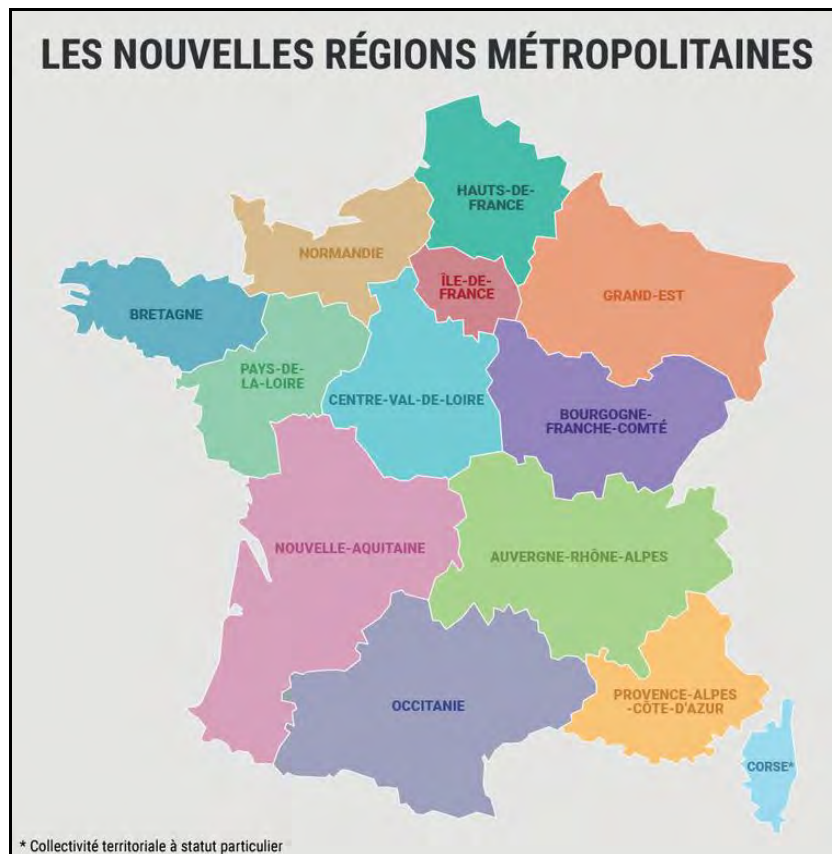 LES NOUVELLES RÉGIONS MÉTROPOLITAINES
HAUTS-DE-
FRANCE
NORMANDIE
ÎLE-DE-
FRANCE
GRAND-EST
BRETAGNE
PAYS-DE-
LA-LOIRE
CENTRE-VAL-DE-LOIRE
BOURGOGNE-
FRANCHE-COMTÉ
NOUVELLE-AQUITAINE
AUVERGNE-RHÔNE-ALPES
OCCITANIE
PROVENCE-ALPES
-CÔTE-D'AZUR
CORSE*
* Collectivité territoriale à statut particulier